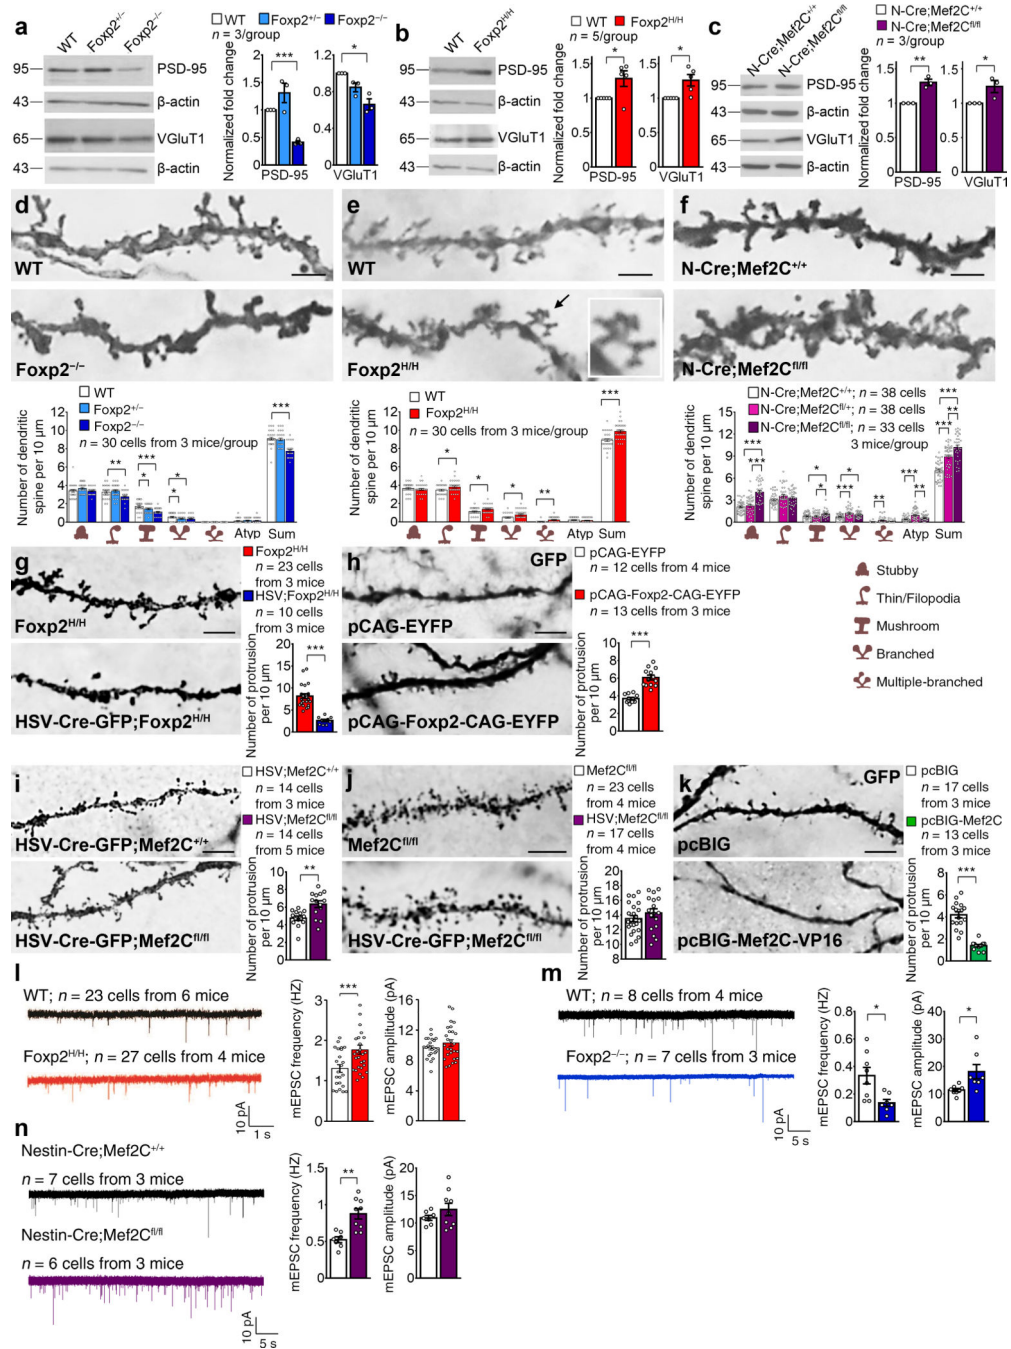 a
WT
Foxp2+/−
Foxp2−/−
95
PSD-95
43
β-actin
65
VGluT1
43
β-actin
WT
Foxp2+/−
Foxp2−/−
n = 3/group
Normalized fold change
***
*
PSD-95
VGluT1
b
WT
Foxp2H/H
95
PSD-95
43
β-actin
65
VGluT1
43
β-actin
WT
Foxp2H/H
n = 5/group
Normalized fold change
*
*
PSD-95
VGluT1
c
N-Cre;Mef2C+/+
N-Cre;Mef2Cfl/fl
95
PSD-95
43
β-actin
65
VGluT1
43
β-actin
N-Cre;Mef2C+/+
N-Cre;Mef2Cfl/fl
n = 3/group
Normalized fold change
**
*
PSD-95
VGluT1
d
WT
Foxp2−/−
WT
Foxp2+/−
Foxp2−/−
n = 30 cells from 3 mice/group
Number of dendritic
spine per 10 µm
Atyp Sum
e
WT
Foxp2H/H
WT
Foxp2H/H
n = 30 cells from 3 mice/group
Number of dendritic
spine per 10 µm
Atyp Sum
f
N-Cre;Mef2C+/+
N-Cre;Mef2Cfl/fl
N-Cre;Mef2C+/+; n = 38 cells
N-Cre;Mef2Cfl/+; n = 38 cells
N-Cre;Mef2Cfl/fl; n = 33 cells
3 mice/group
Number of dendritic
spine per 10 µm
Atyp Sum
g
Foxp2H/H
HSV-Cre-GFP;Foxp2H/H
Foxp2H/H
n = 23 cells
from 3 mice
HSV;Foxp2H/H
n = 10 cells
from 3 mice
Number of protrusion
per 10 µm
***
h
GFP
pCAG-EYFP
pCAG-Foxp2-CAG-EYFP
pCAG-EYFP
n = 12 cells from 4 mice
pCAG-Foxp2-CAG-EYFP
n = 13 cells from 3 mice
Number of protrusion
per 10 µm
***
Stubby
Thin/Filopodia
Mushroom
Branched
Multiple-branched
i
HSV-Cre-GFP;Mef2C+/+
HSV-Cre-GFP;Mef2Cfl/fl
HSV;Mef2C+/+
n = 14 cells
from 3 mice
HSV;Mef2Cfl/fl
n = 14 cells
from 5 mice
Number of protrusion
per 10 µm
**
j
Mef2Cfl/fl
HSV-Cre-GFP;Mef2Cfl/fl
Mef2Cfl/fl
n = 23 cells
from 4 mice
HSV;Mef2Cfl/fl
n = 17 cells
from 4 mice
Number of protrusion
per 10 µm
k
GFP
pcBIG
pcBIG-Mef2C-VP16
pcBIG
n = 17 cells
from 3 mice
pcBIG-Mef2C
n = 13 cells
from 3 mice
Number of protrusion
per 10 µm
***
l
WT; n = 23 cells from 6 mice
Foxp2H/H; n = 27 cells from 4 mice
10 pA
1 s
mEPSC frequency (HZ)
***
mEPSC amplitude (pA)
m
WT; n = 8 cells from 4 mice
Foxp2−/−; n = 7 cells from 3 mice
10 pA
5 s
mEPSC frequency (HZ)
*
mEPSC amplitude (pA)
*
n
Nestin-Cre;Mef2C+/+
n = 7 cells from 3 mice
Nestin-Cre;Mef2Cfl/fl
n = 6 cells from 3 mice
10 pA
5 s
mEPSC frequency (HZ)
**
mEPSC amplitude (pA)